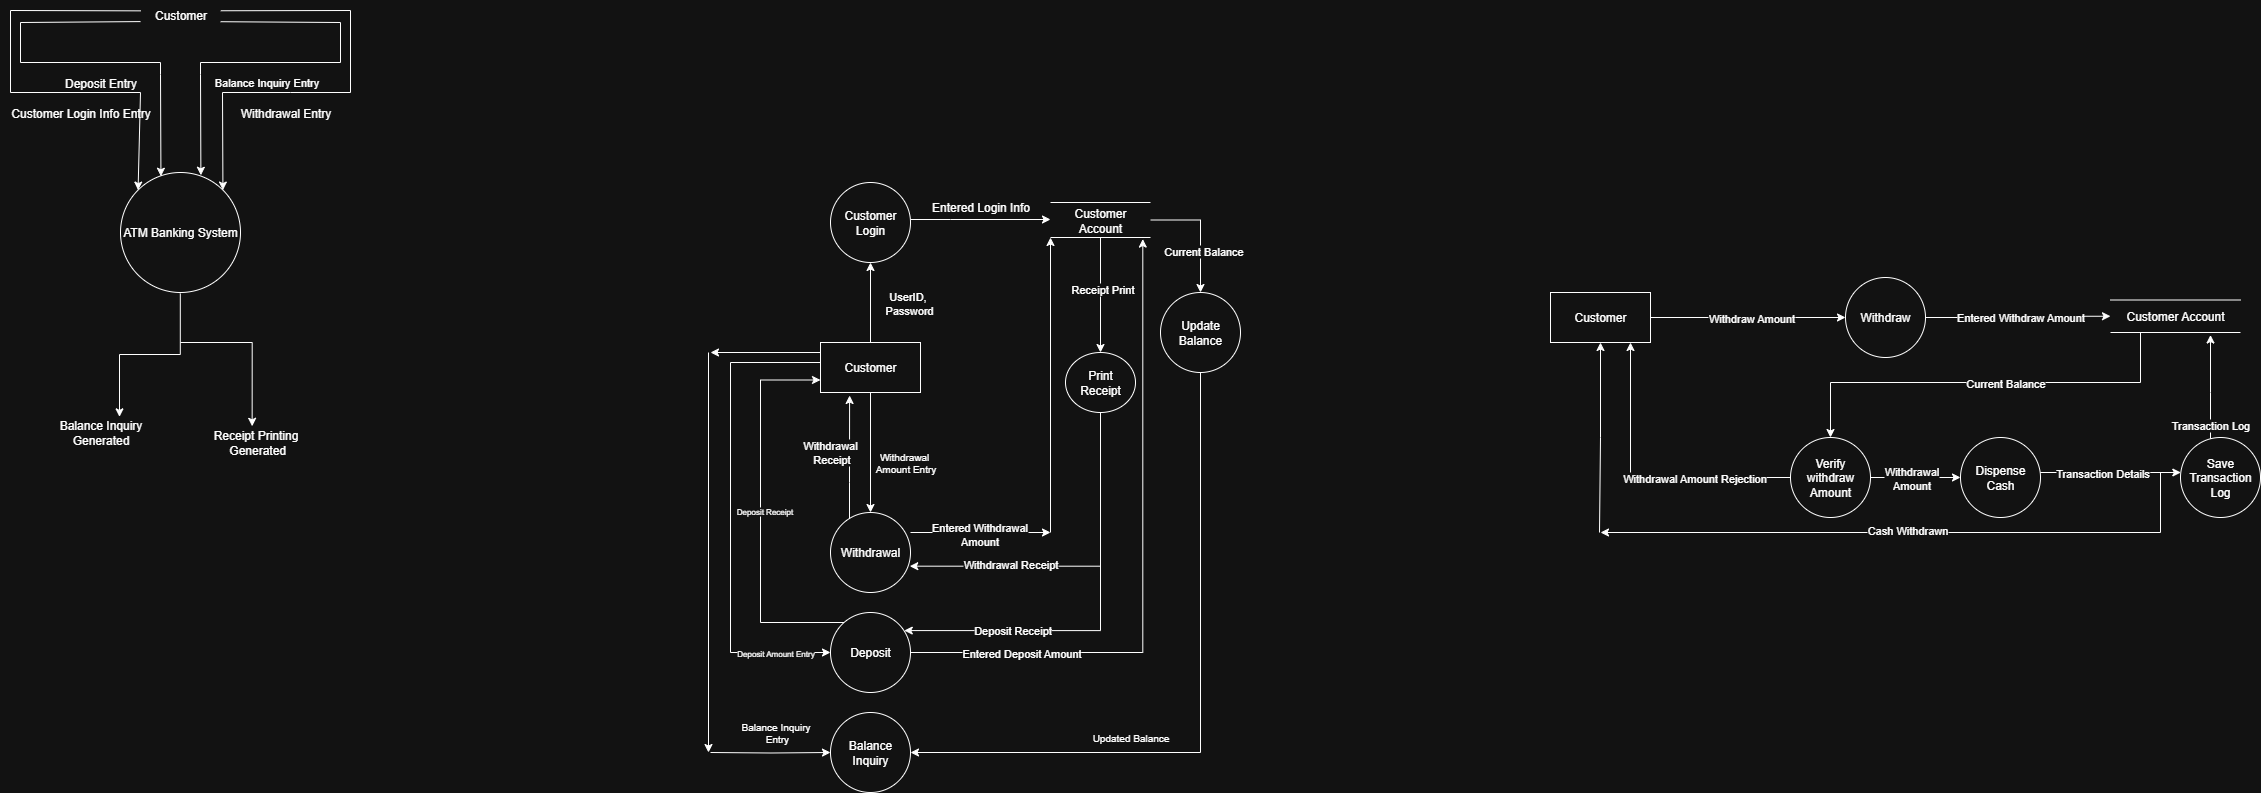 Customer
Deposit Entry
Balance Inquiry Entry
Customer Login Info Entry
Withdrawal Entry
ATM Banking System
Balance Inquiry
Generated
Receipt Printing
Generated
Customer
Login
Entered Login Info
Customer
Account
Current Balance
UserID,
Password
Receipt Print
Update
Balance
Customer
Print
Receipt
Withdrawal
Receipt
Withdrawal
Amount Entry
Deposit Receipt
Entered Withdrawal
Amount
Withdrawal
Withdrawal Receipt
Deposit Receipt
Deposit Amount Entry
Deposit
Entered Deposit Amount
Balance Inquiry
Entry
Balance
Inquiry
Updated Balance
Customer
Withdraw Amount
Withdraw
Entered Withdraw Amount
Customer Account
Current Balance
Transaction Log
Withdrawal Amount Rejection
Verify
withdraw
Amount
Withdrawal
Amount
Dispense
Cash
Transaction Details
Save
Transaction
Log
Cash Withdrawn